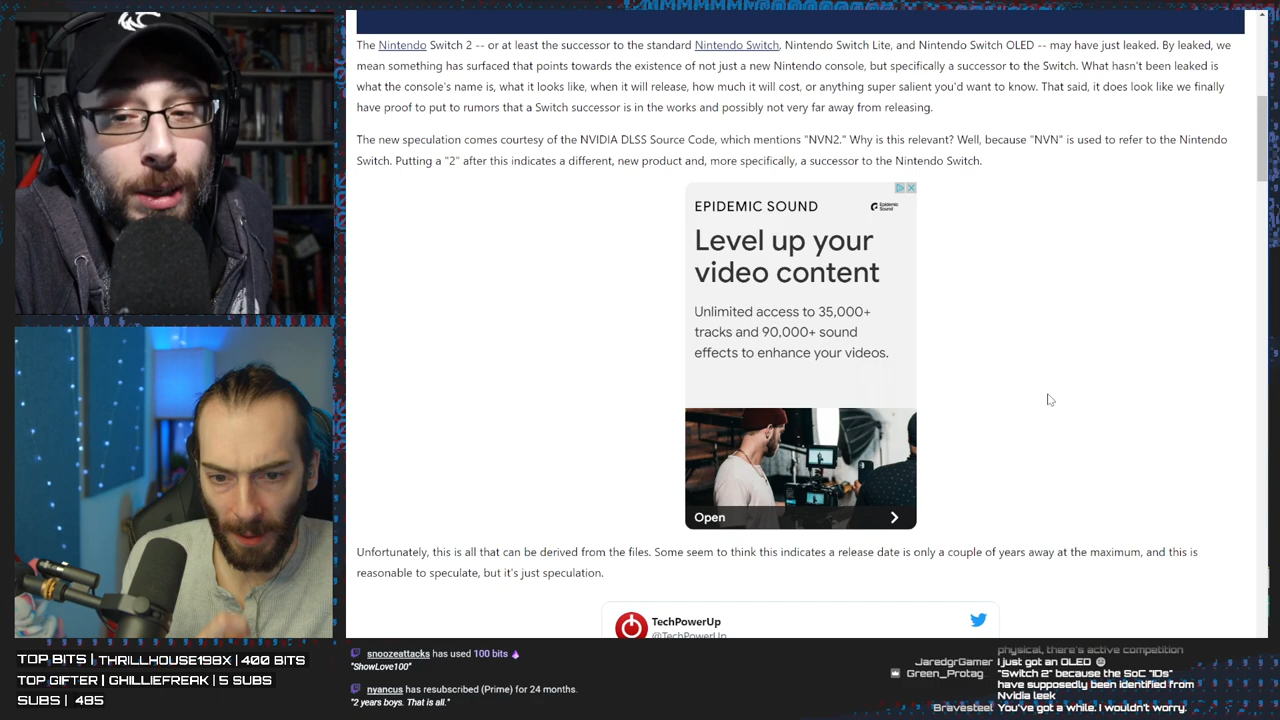 The Nintendo Switch 2 -- or at least the successor to the standard Nintendo Switch, Nintendo Switch Lite, and Nintendo Switch OLED -- may have just leaked. By leaked, we
mean something has surfaced that points towards the existence of not just a new Nintendo console, but specifically a successor to the Switch. What hasn't been leaked is
what the console's name is, what it looks like, when it will release, how much it will cost, or anything super salient you'd want to know. That said, it does look like we finally
have proof to put to rumors that a Switch successor is in the works and possibly not very far away from releasing.
The new speculation comes courtesy of the NVIDIA DLSS Source Code, which mentions "NVN2." Why is this relevant? Well, because "NVN" is used to refer to the Nintendo
Switch. Putting a "2" after this indicates a different, new product and, more specifically, a successor to the Nintendo Switch.
EPIDEMIC SOUND
Epidemic
Sound
Level up your
video content
Unlimited access to 35,000+
tracks and 90,000+ sound
effects to enhance your videos.
Open
Unfortunately, this is all that can be derived from the files. Some seem to think this indicates a release date is only a couple of years away at the maximum, and this is
reasonable to speculate, but it's just speculation.
TechPowerUp
@TechPowerUp
TOP BITS | THRILLHOUSE198X | 400 BITS
TOP GIFTER | GHILLIEFREAK | 5 SUBS
SUBS | 485
snoozeattacks has used 100 bits
"ShowLove100"
nyancus has resubscribed (Prime) for 24 months.
"2 years boys. That is all."
physical, there's active competition
JaredgrGamer I just got an OLED
Green_Protag_ "Switch 2" because the SoC "IDs"
have supposedly been identified from
Nvidia leek
Bravesteel You've got a while. I wouldn't worry.